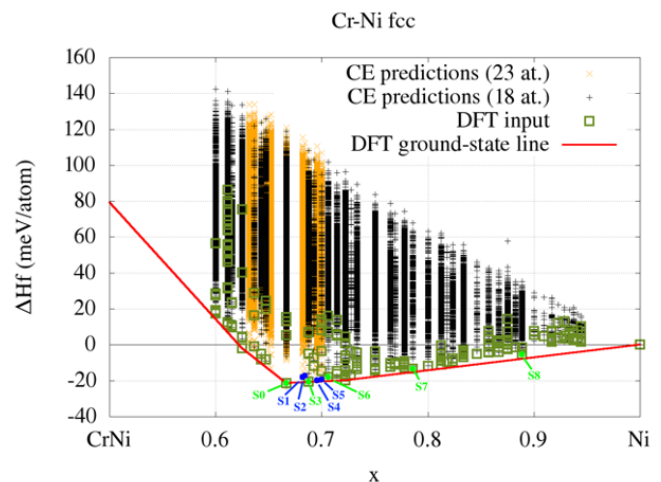 Cr-Ni fcc
160
140
120
100
80
60
40
20
0
-20
-40
ΔHf (meV/atom)
CE predictions (23 at.)
CE predictions (18 at.)
DFT input
DFT ground-state line
S0
S1
S2
S3
S4
S5
S6
S7
S8
CrNi 0.6 0.7 0.8 0.9 Ni
x